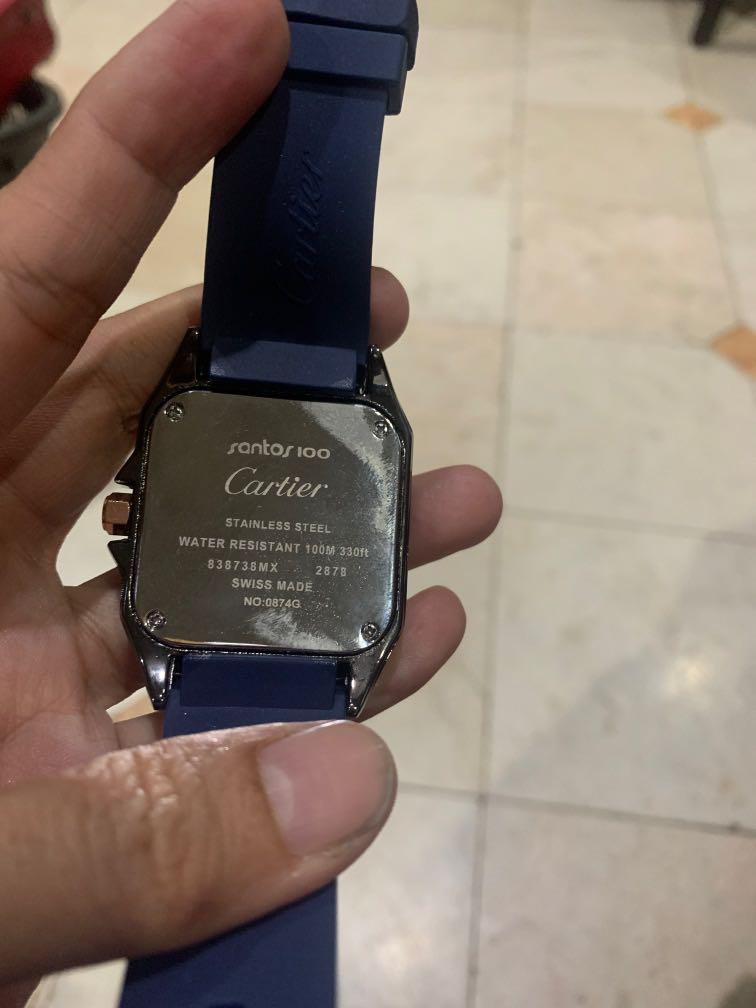 Cartier
santos 100
Cartier
STAINLESS STEEL
WATER RESISTANT 100M 330ft
838738MX 2878
SWISS MADE
NO:0874G